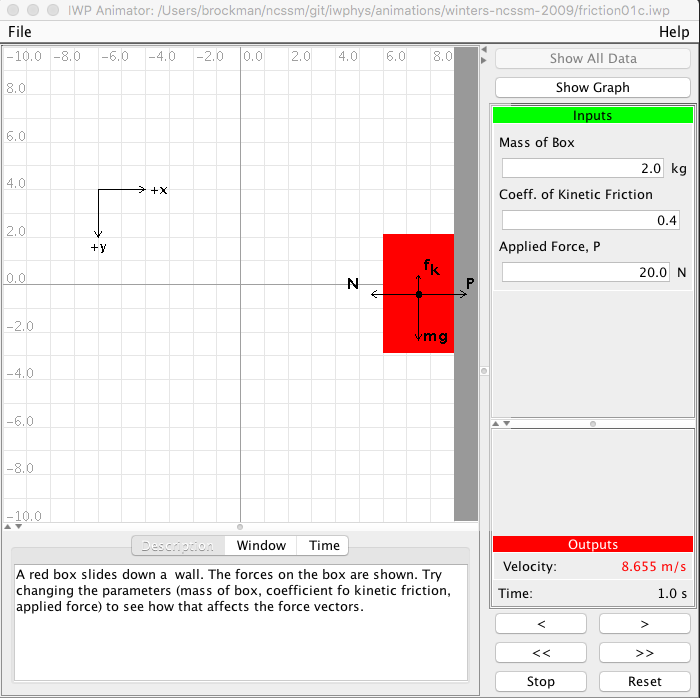 IWP Animator: /Users/brockman/ncssm/git/iwphys/animations/winters-ncssm-2009/friction01c.iwp
File Help
-10.0 -8.0 -6.0 -4.0 -2.0 0.0 2.0 4.0 6.0 8.0
8.0
6.0
4.0
2.0
0.0
-2.0
-4.0
-6.0
-8.0
-10.0
+x
+y
fk
N P
mg
Description Window Time
A red box slides down a wall. The forces on the box are shown. Try
changing the parameters (mass of box, coefficient fo kinetic friction,
applied force) to see how that affects the force vectors.
Show All Data
Show Graph
Inputs
Mass of Box
2.0 kg
Coeff. of Kinetic Friction
0.4
Applied Force, P
20.0 N
Outputs
Velocity: 8.655 m/s
Time: 1.0 s
< >
<< >>
Stop Reset